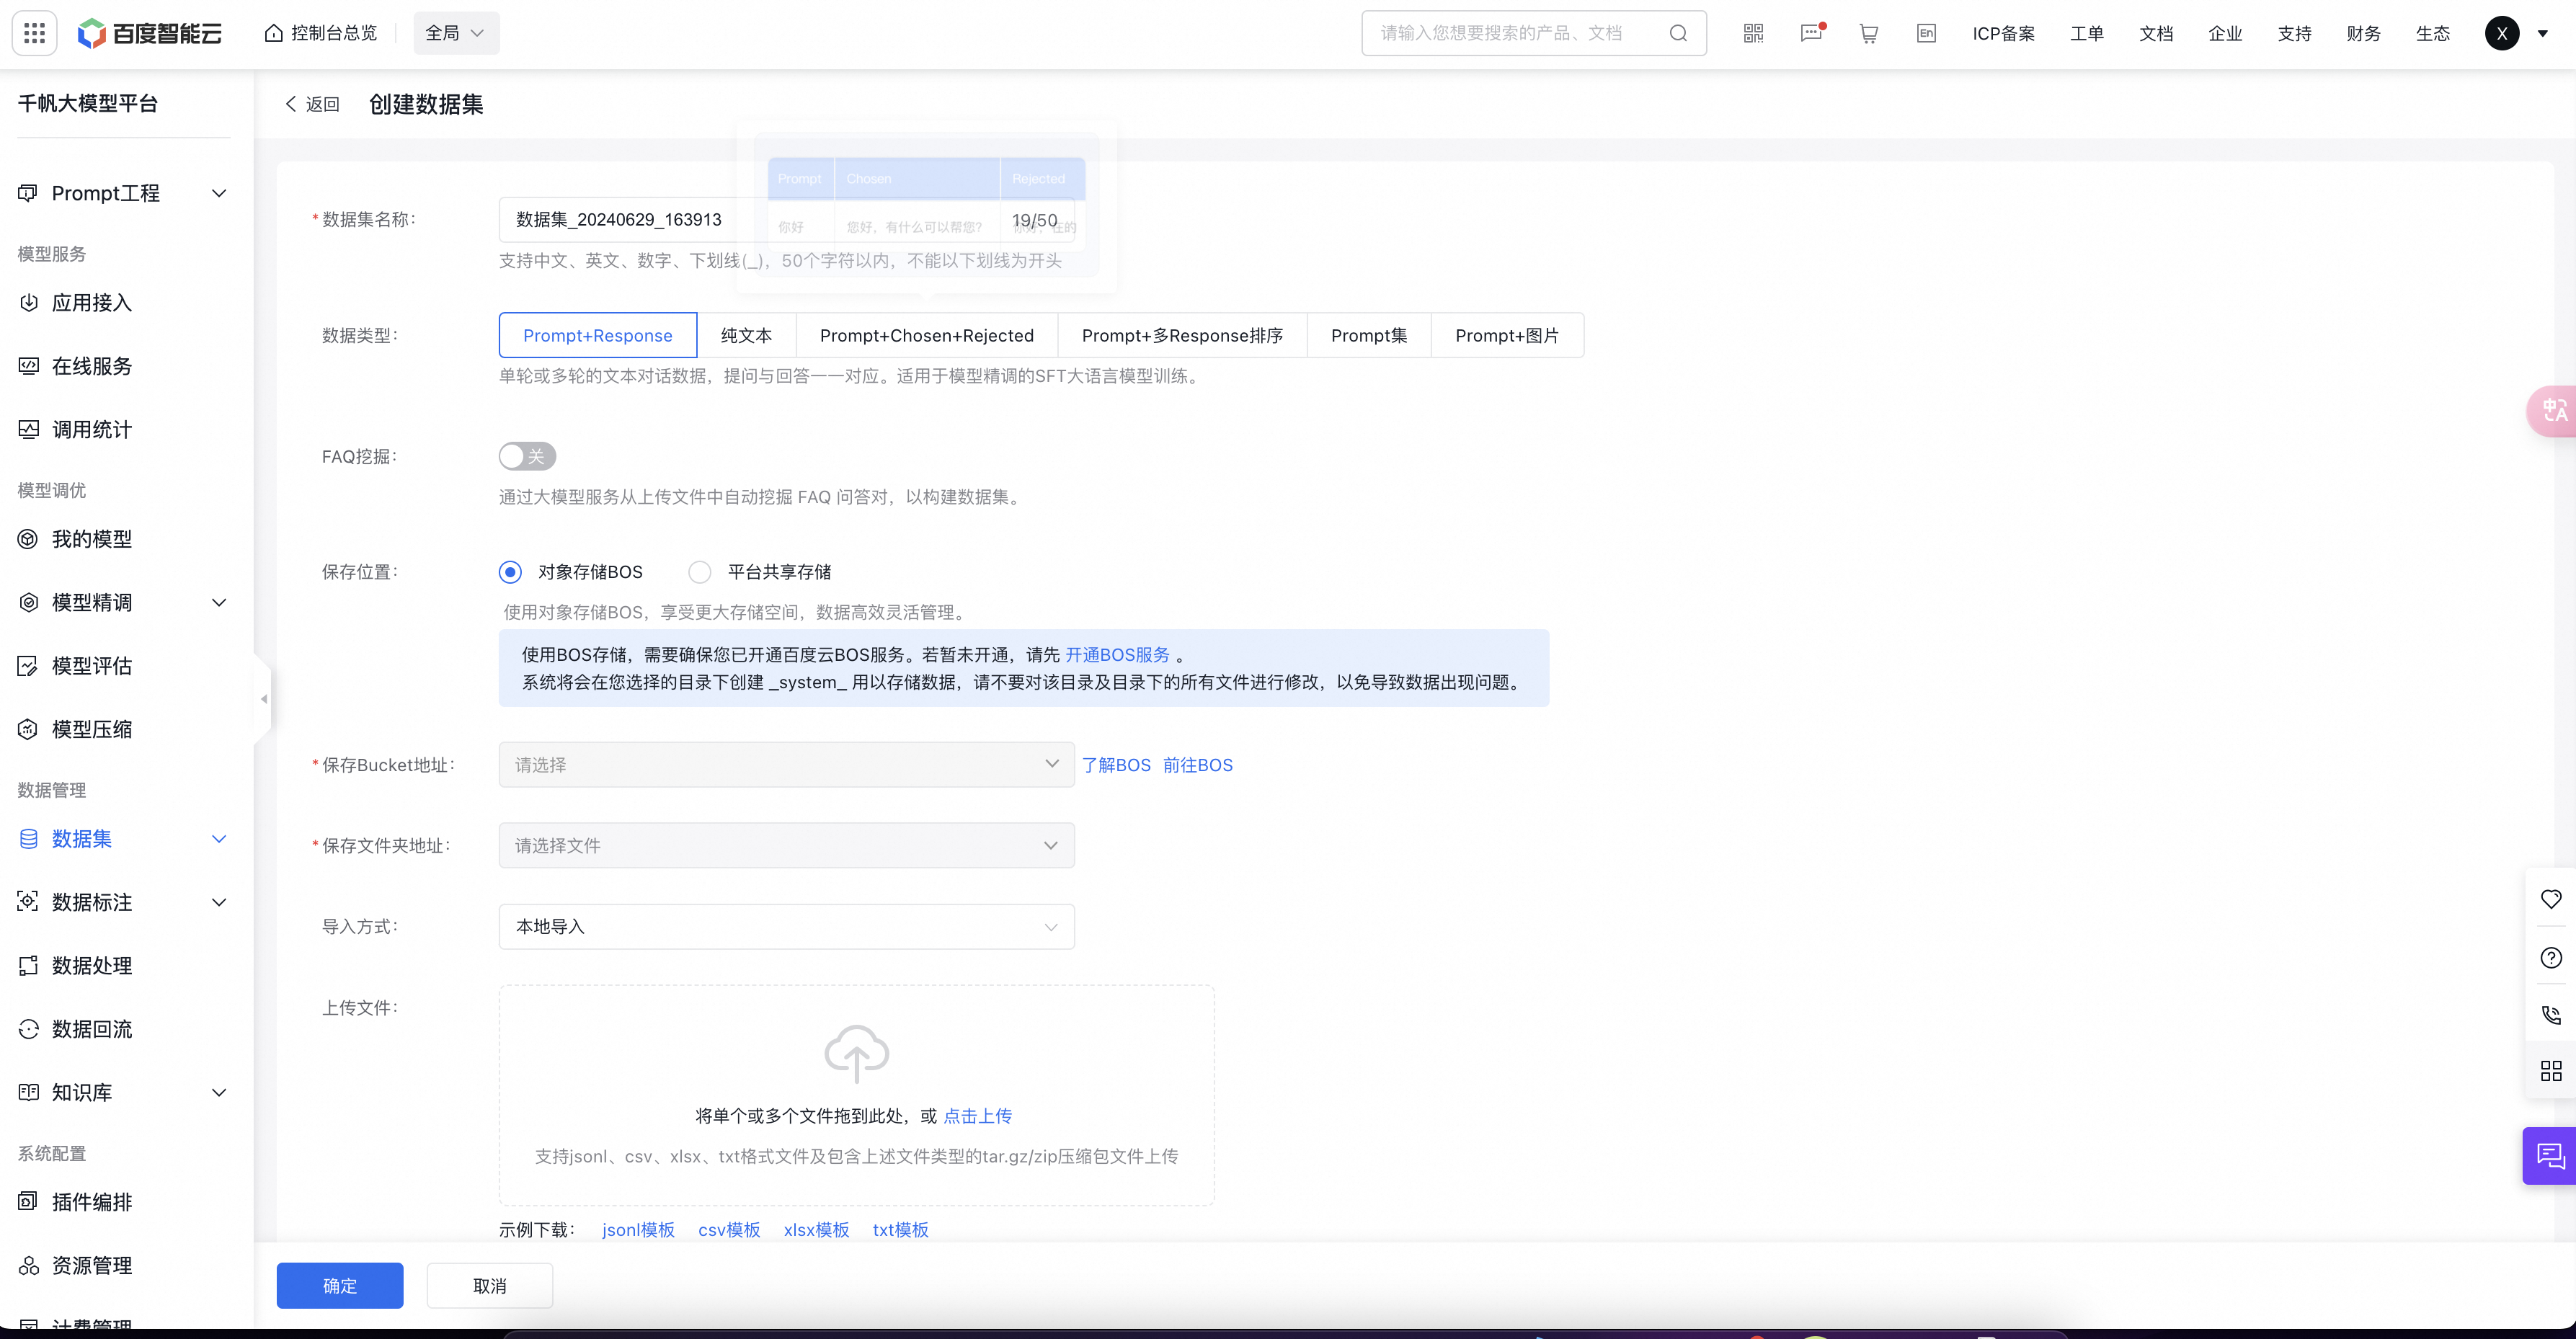 百度智能云
控制台总览
全局
请输入您想要搜索的产品、文档
En
ICP备案
工单
文档
企业
支持
财务
生态
X
千帆大模型平台
Prompt工程
模型服务
应用接入
在线服务
调用统计
模型调优
我的模型
模型精调
模型评估
模型压缩
数据管理
数据集
数据标注
数据处理
数据回流
知识库
系统配置
插件编排
资源管理
计费管理
返回
创建数据集
Prompt Chosen Rejected
你好 您好，有什么可以帮您? 你好，在的
*数据集名称：
数据集_20240629_163913
19/50
支持中文、英文、数字、下划线(_)，50个字符以内，不能以下划线为开头
数据类型：
Prompt+Response 纯文本 Prompt+Chosen+Rejected Prompt+多Response排序 Prompt集 Prompt+图片
单轮或多轮的文本对话数据，提问与回答一一对应。适用于模型精调的SFT大语言模型训练。
FAQ挖掘：
关
通过大模型服务从上传文件中自动挖掘 FAQ 问答对，以构建数据集。
保存位置：
对象存储BOS 平台共享存储
使用对象存储BOS，享受更大存储空间，数据高效灵活管理。
使用BOS存储，需要确保您已开通百度云BOS服务。若暂未开通，请先 开通BOS服务 。
系统将会在您选择的目录下创建 _system_ 用以存储数据，请不要对该目录及目录下的所有文件进行修改，以免导致数据出现问题。
*保存Bucket地址：
请选择
了解BOS 前往BOS
*保存文件夹地址：
请选择文件
导入方式：
本地导入
上传文件：
将单个或多个文件拖到此处，或 点击上传
支持jsonl、csv、xlsx、txt格式文件及包含上述文件类型的tar.gz/zip压缩包文件上传
示例下载： jsonl模板 csv模板 xlsx模板 txt模板
确定 取消
中A